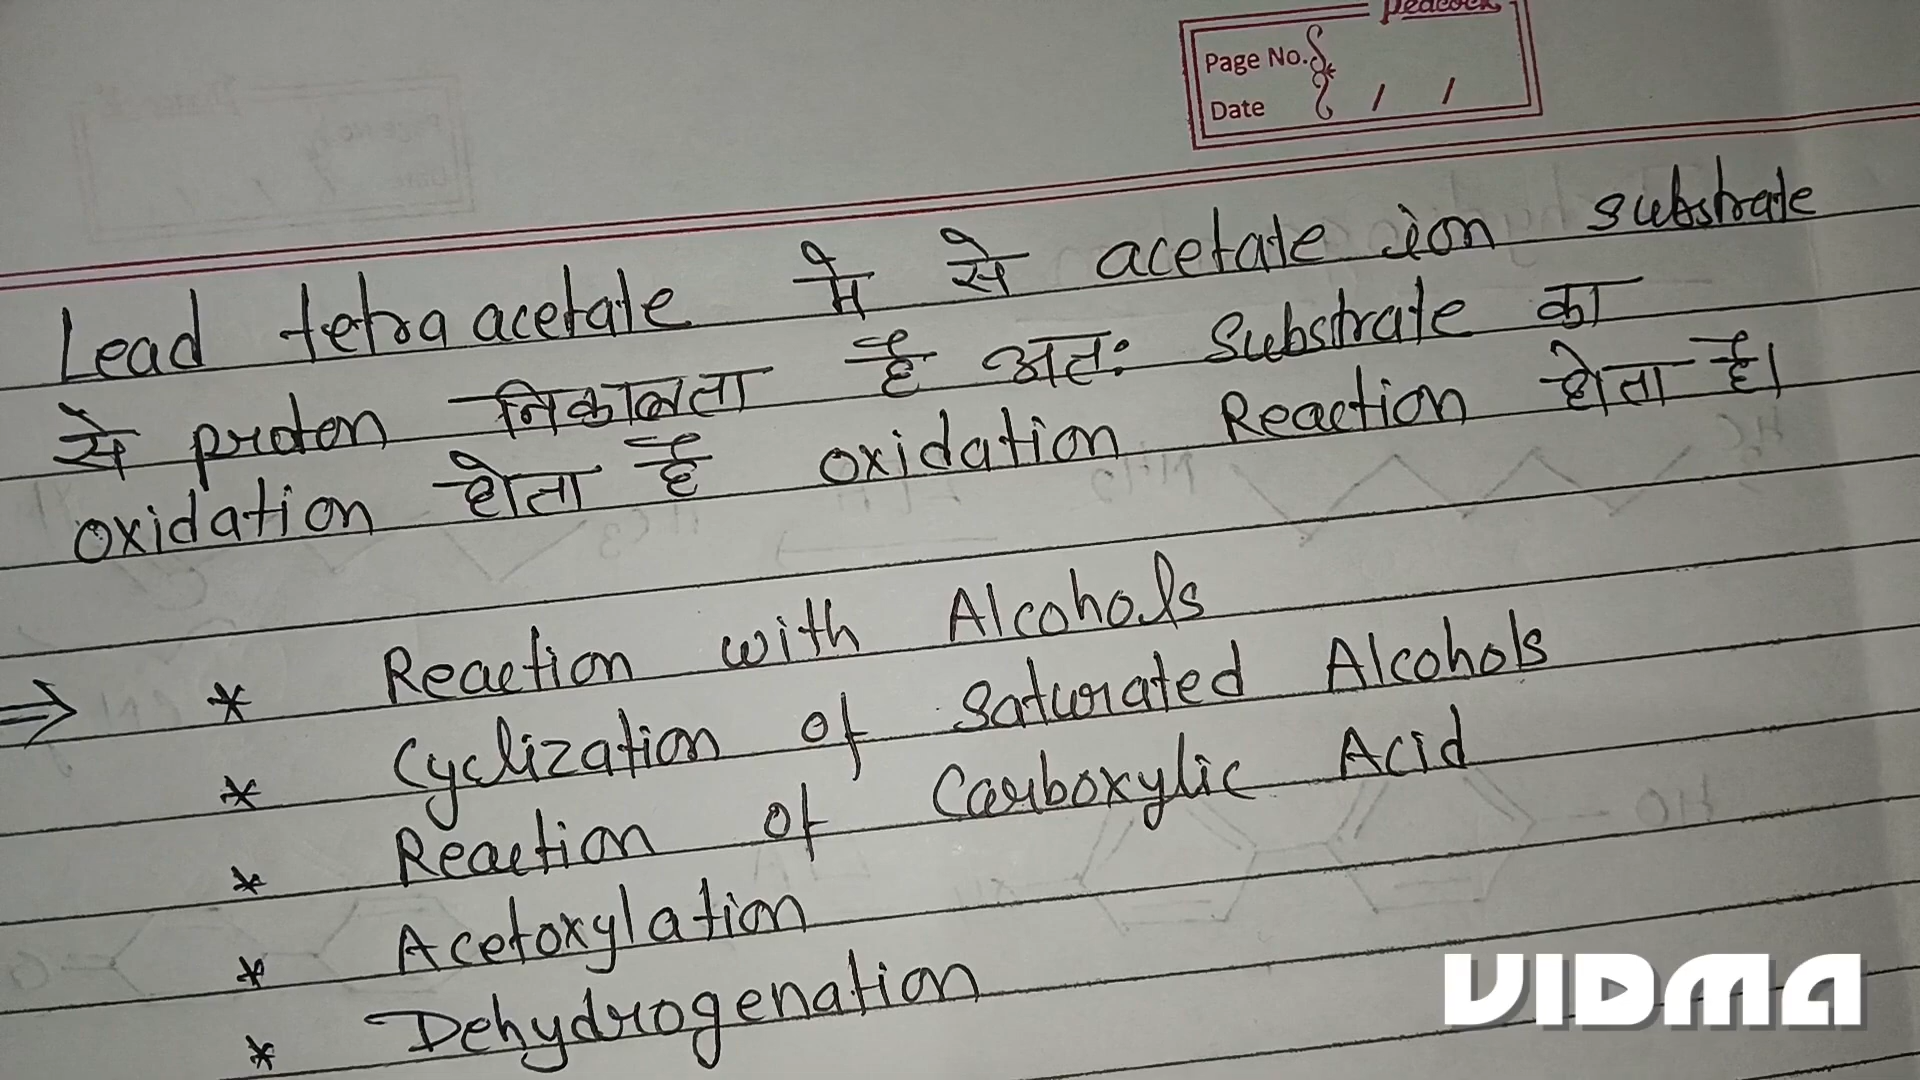 Peacock
Page No.
Date / /
Lead tetra acetate मे से acetate ion substrate
से proton निकालता है अतः Substrate का
oxidation होता है oxidation Reaction होता है।
⇒ * Reaction with Alcohols
* Cyclization of saturated Alcohols
* Reaction of Carboxylic Acid
* Acetoxylation
* Dehydrogenation
VIDMA